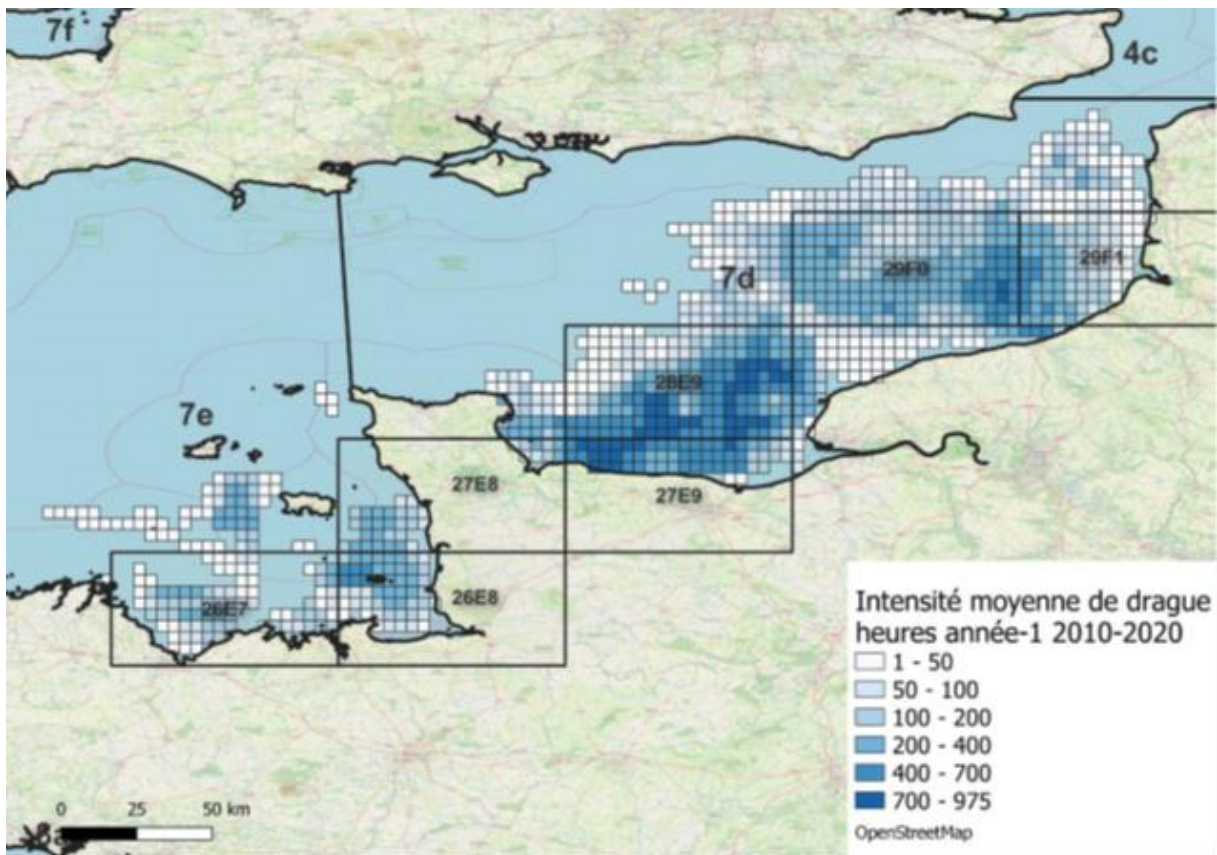 7f
4c
29F0
29F1
7d
28E9
7e
27E8
27E9
26E7
26E8
Intensité moyenne de drague
heures année-1 2010-2020
1 - 50
50 - 100
100 - 200
200 - 400
400 - 700
700 - 975
OpenStreetMap
0 25 50 km